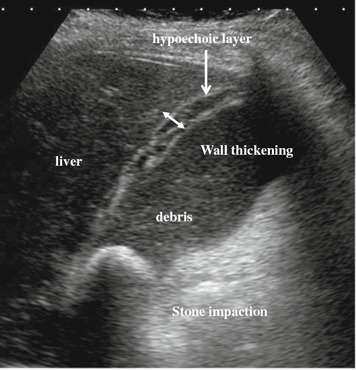 hypoechoic layer
Wall thickening
liver
debris
Stone impaction